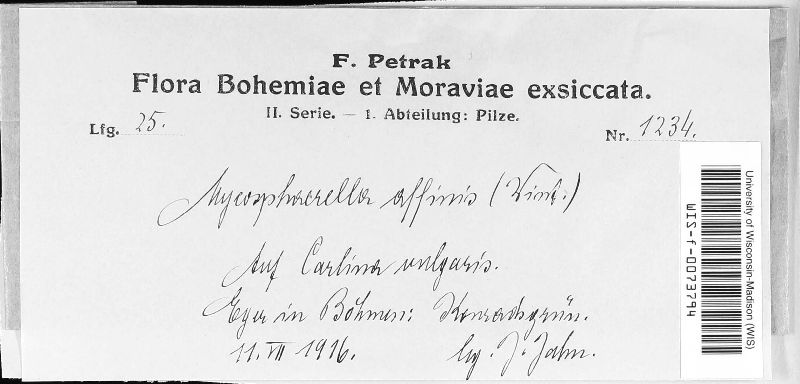 F. Petrak
Flora Bohemiae et Moraviae exsiccata.
II. Serie. — 1. Abteilung: Pilze.
Lfg. 25.
Nr. 1234.
Mycosphaerella affinis (Wint.)
Auf Carlina vulgaris.
Eger in Böhmen: Konradsgrün.
11. VII 1916. leg. J. Jahn.
University of Wisconsin-Madison (WIS)
WIS-f-0073794